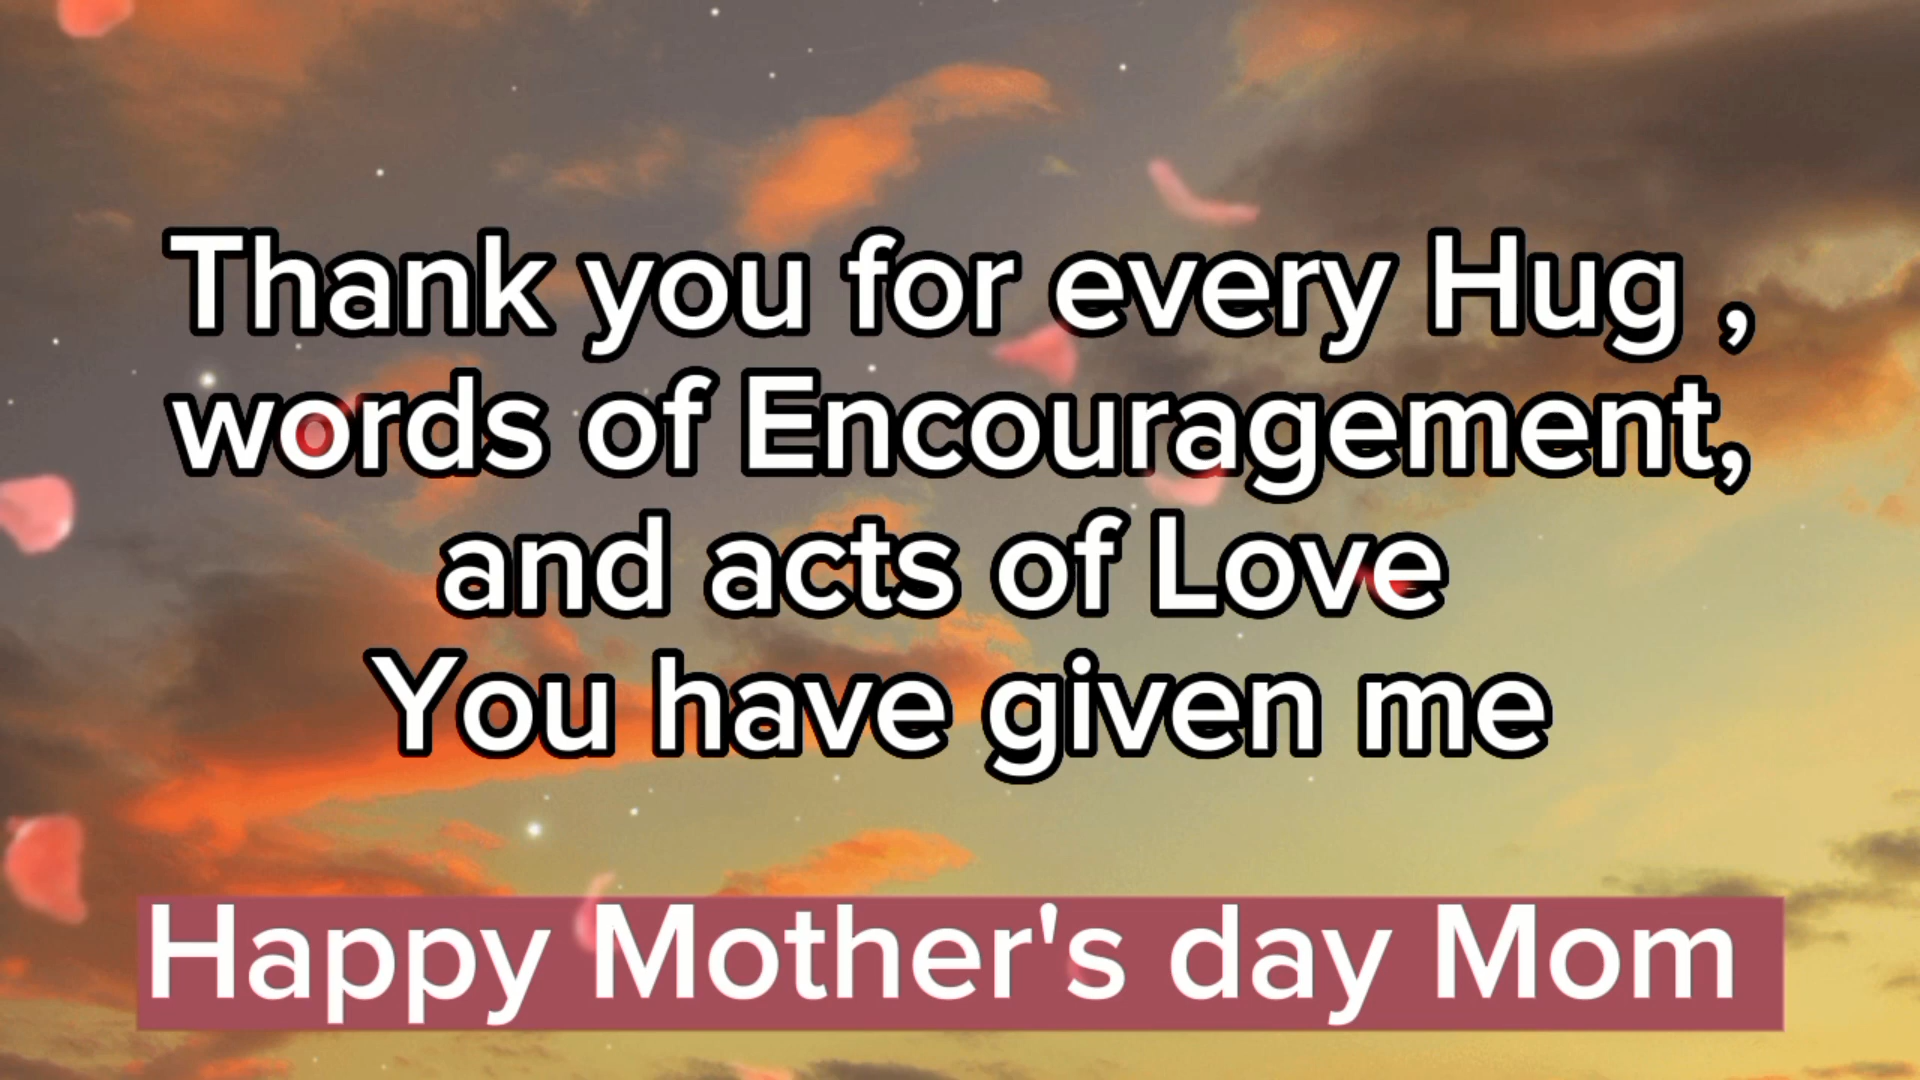 Thank you for every Hug ,
words of Encouragement,
and acts of Love
You have given me
Happy Mother's day Mom